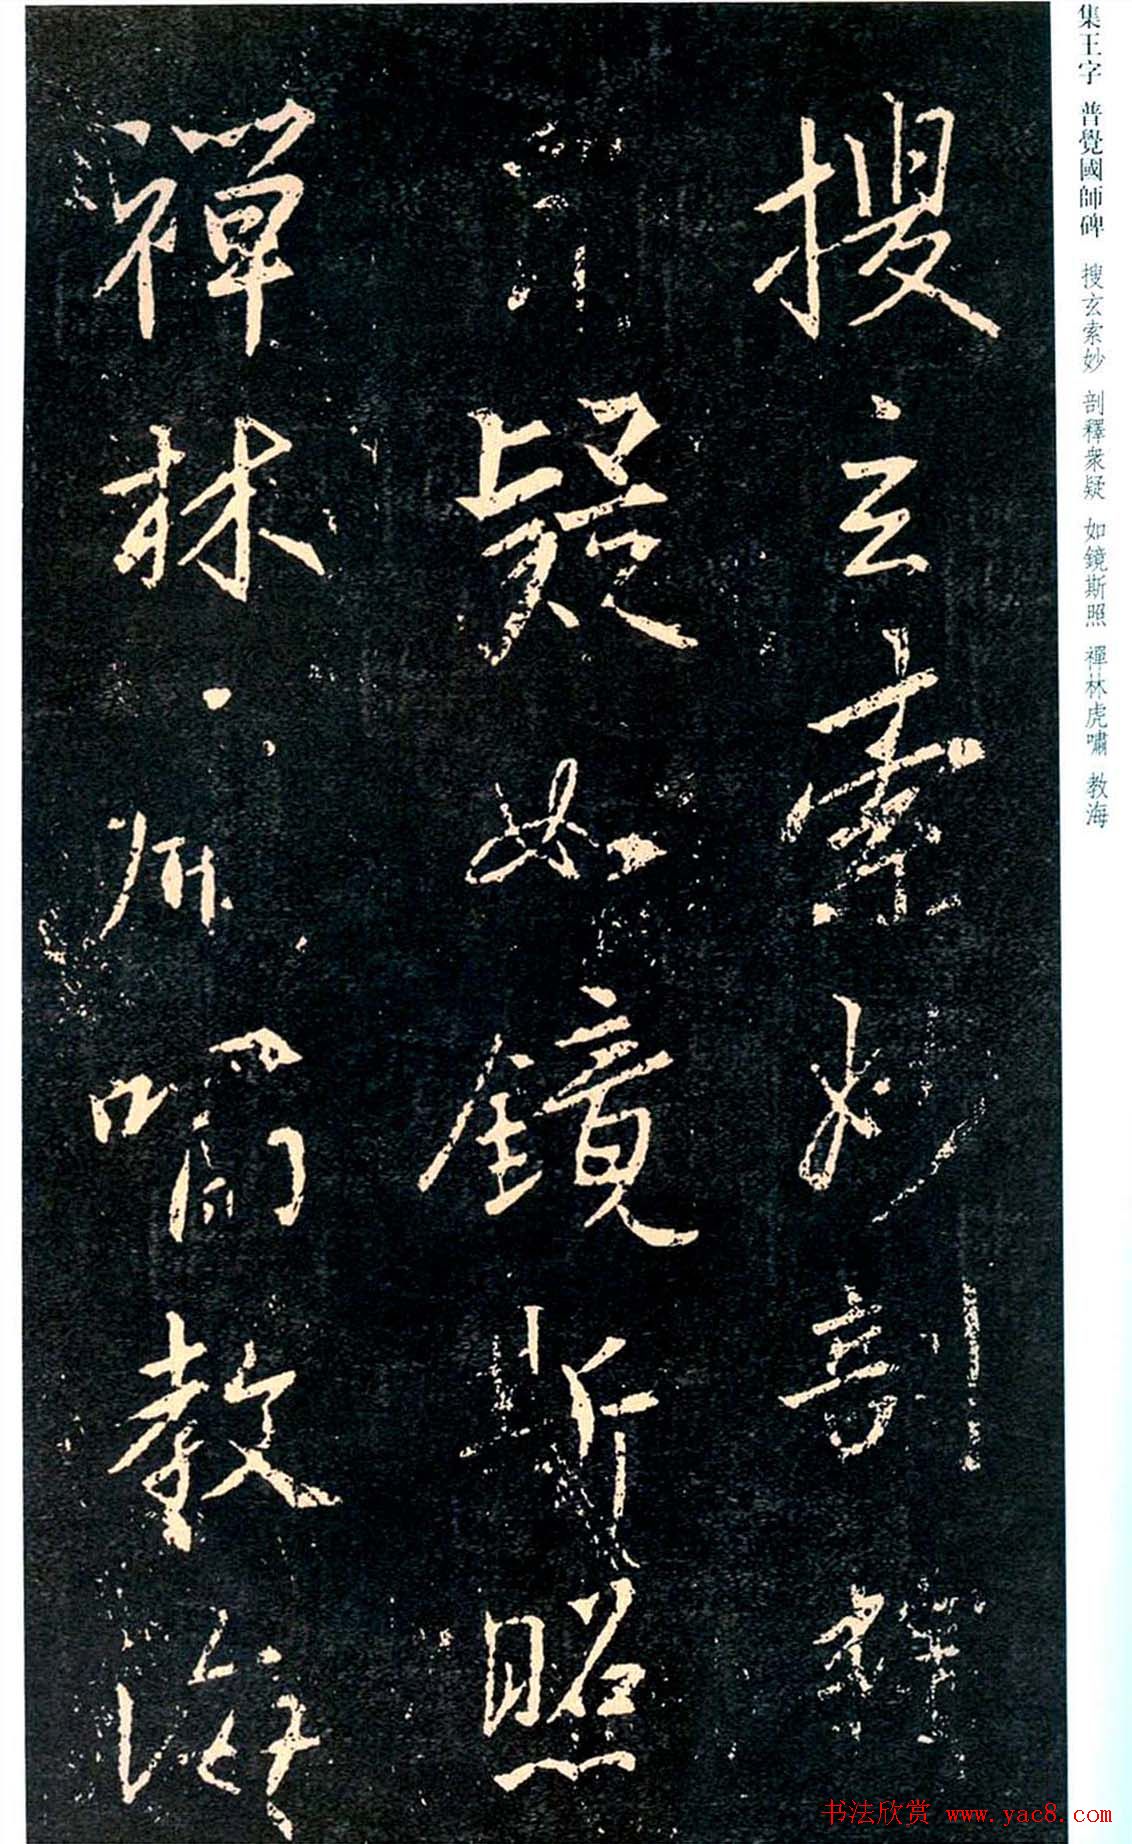 集王字 普覺國師碑 搜玄索妙 剖釋衆疑 如鏡斯照 禪林虎嘯 教海
搜玄索妙剖釋
疑如鏡斯照
禪林虎嘯教海
书法欣赏 www.yac8.com